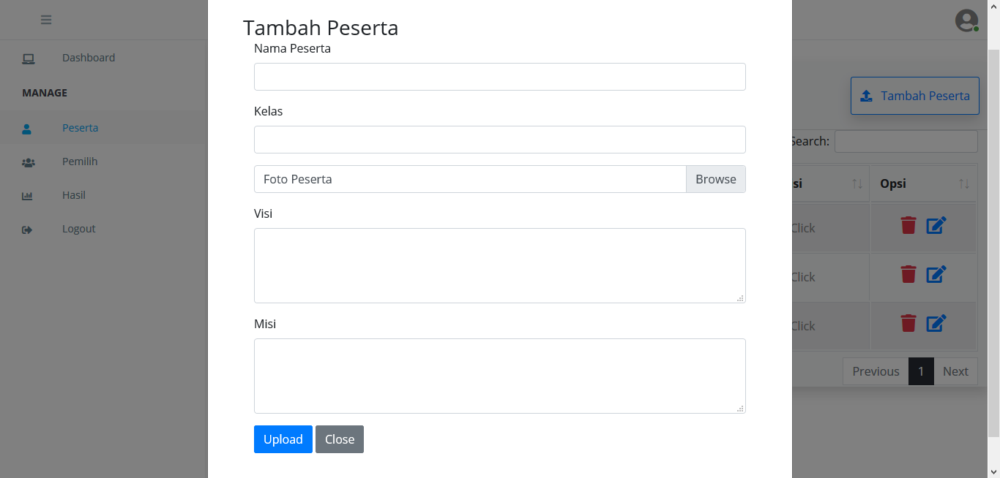 Tambah Peserta
Nama Peserta
Kelas
Foto Peserta Browse
Visi
Misi
Upload Close
Dashboard
MANAGE
Peserta
Pemilih
Hasil
Logout
Tambah Peserta
Search:
si Opsi
Click
Click
Click
Previous 1 Next